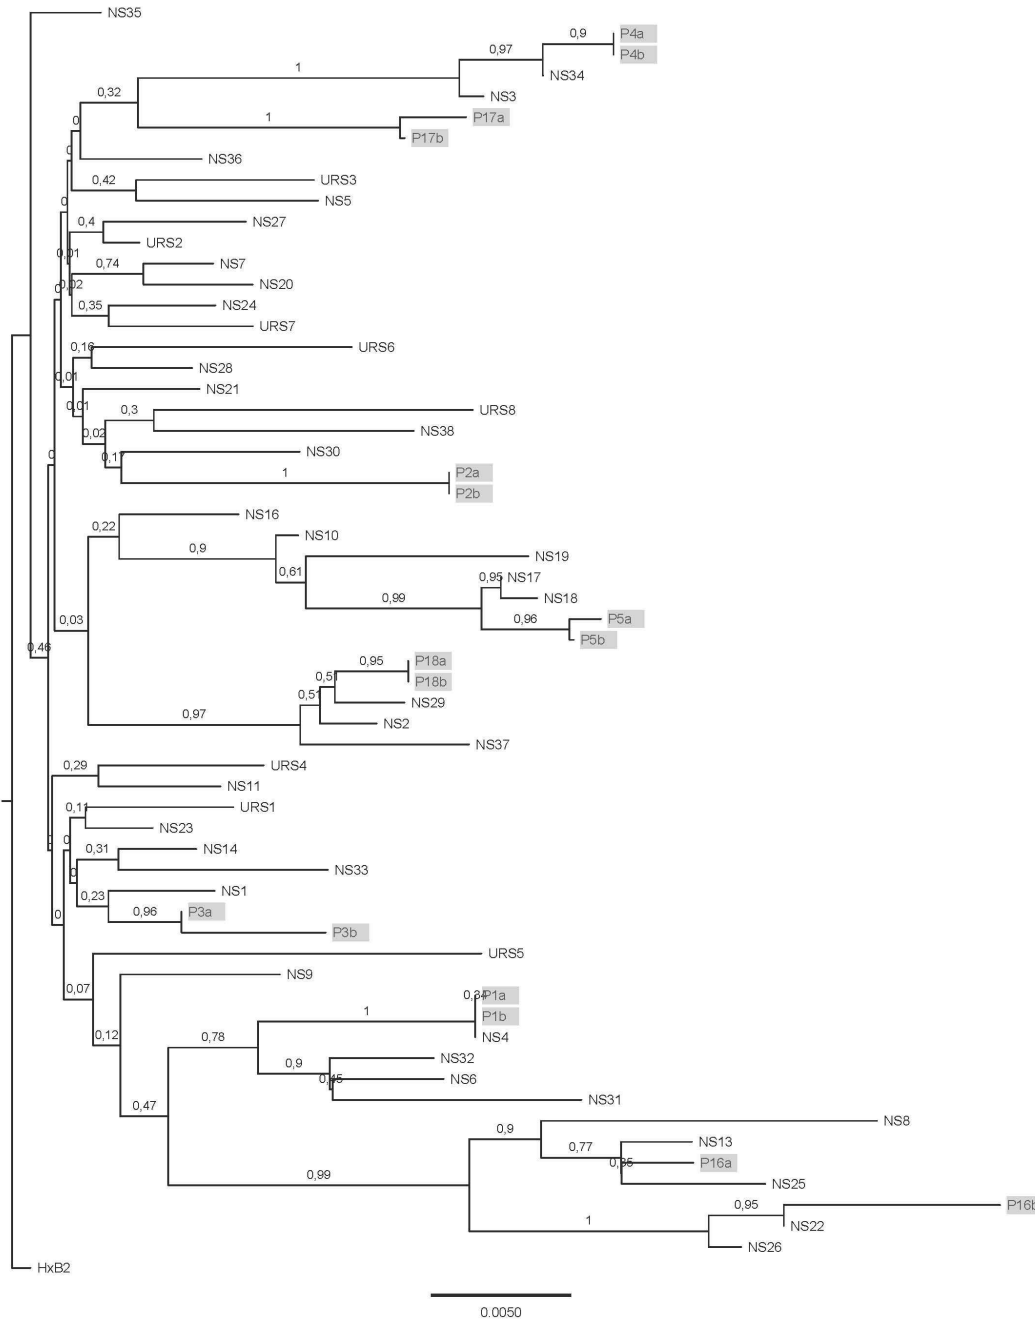 NS35
0,9 P4a
0,97 P4b
1 NS34
0,32 NS3
1 P17a
0 P17b
0 NS36
0,42 URS3
0 NS5
0,4 NS27
0,01 URS2
0,74 NS7
0 0,02 NS20
0,35 NS24
URS7
0,16 URS6
0,01 NS28
0,01 NS21
0,3 URS8
0,02 NS38
0 0,17 NS30
1 P2a
P2b
0,22 NS16
0,9 NS10
0,61 NS19
0,95 NS17
0,99 NS18
0,03 0,96 P5a
0,46 P5b
0,95 P18a
0,51 P18b
0,51 NS29
0,97 NS2
NS37
0,29 URS4
NS11
0,11 URS1
0 NS23
0,31 NS14
0 NS33
0,23 NS1
0 0,96 P3a
P3b
URS5
0,07 NS9
0,34 P1a
1 P1b
0,12 0,78 NS4
0,9 NS32
0,45 NS6
0,47 NS31
0,9 NS8
0,77 NS13
P16a
0,99 NS25
0,95 P16b
1 NS22
NS26
HxB2
0.0050